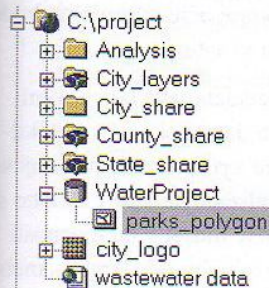 C:\project
Analysis
City_layers
City_share
County_share
State_share
WaterProject
parks_polygon
city_logo
wastewater data